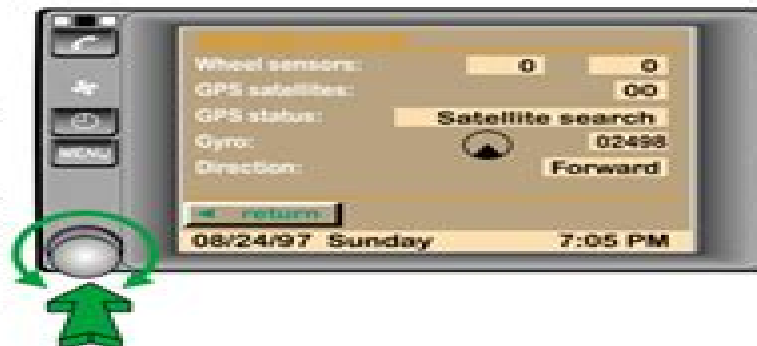 Wheel sensors: 0 0
GPS satellites: 00
GPS status: Satellite search
Gyro: 02498
Direction: Forward
MENU
return
08/24/97 Sunday 7:05 PM